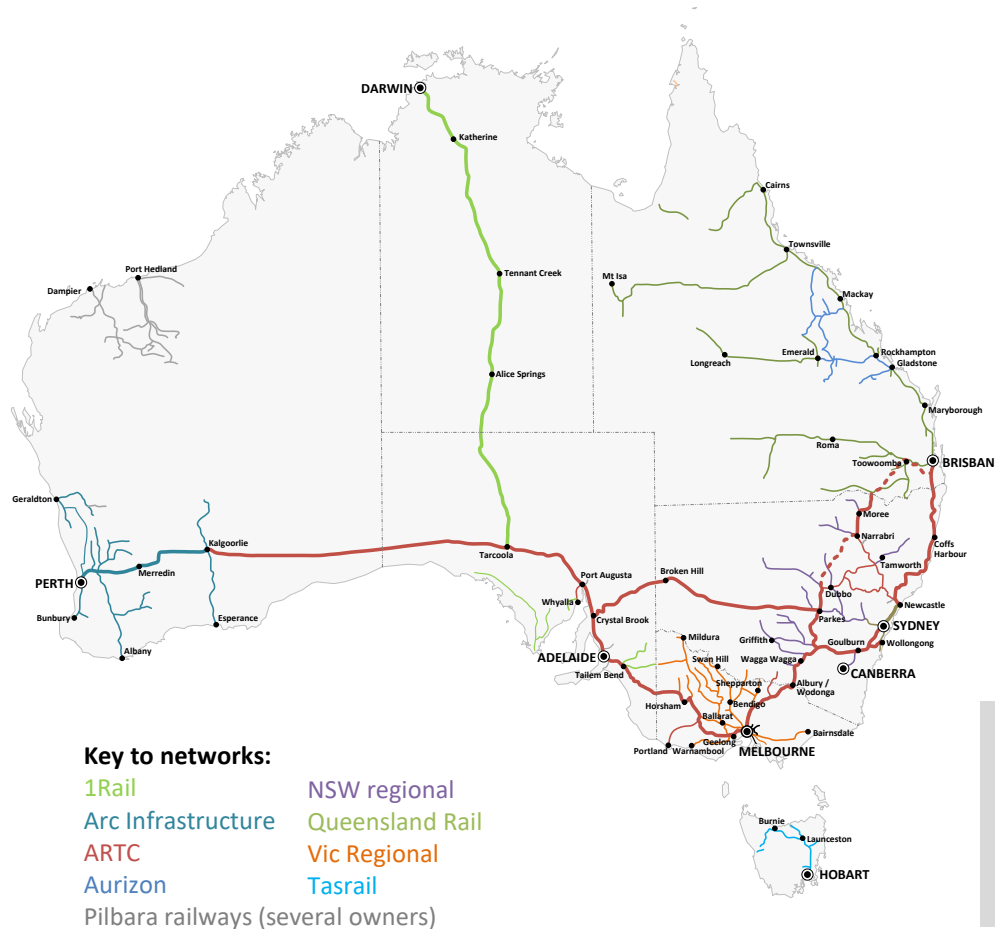 DARWIN
Katherine
Cairns
Townsville
Port Hedland
Tennant Creek
Mt Isa
Dampier
Mackay
Emerald
Rockhampton
Longreach
Gladstone
Alice Springs
Maryborough
Roma
Toowoomba
BRISBAN
Geraldton
Moree
Kalgoorlie
Narrabri
Coffs
Harbour
Tarcoola
Tamworth
Merredin
Broken Hill
PERTH
Port Augusta
Dubbo
Whyalla
Newcastle
Parkes
Bunbury
Esperance
Crystal Brook
SYDNEY
Mildura
Griffith
Goulburn
Wollongong
Albany
ADELAIDE
Swan Hill
Wagga Wagga
CANBERRA
Tailem Bend
Shepparton
Albury /
Wodonga
Horsham
Bendigo
Ballarat
Bairnsdale
Geelong
Portland
Warnambool
MELBOURNE
Key to networks:
1Rail
NSW regional
Arc Infrastructure
Queensland Rail
ARTC
Vic Regional
Aurizon
Tasrail
Pilbara railways (several owners)
Burnie
Launceston
HOBART